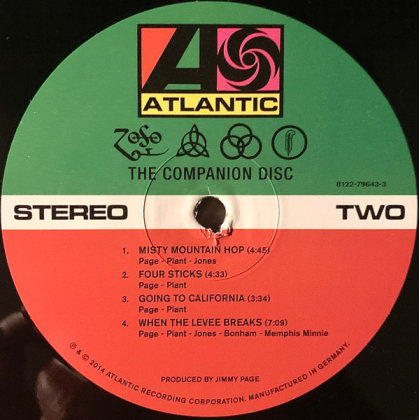 ATLANTIC
THE COMPANION DISC
8122-79643-3
STEREO
TWO
1. MISTY MOUNTAIN HOP (4:45)
Page - Plant - Jones
2. FOUR STICKS (4:33)
Page - Plant
3. GOING TO CALIFORNIA (3:34)
Page - Plant
4. WHEN THE LEVEE BREAKS (7:09)
Page - Plant - Jones - Bonham - Memphis Minnie
PRODUCED BY JIMMY PAGE
℗ & © 2014 ATLANTIC RECORDING CORPORATION. MANUFACTURED IN GERMANY.